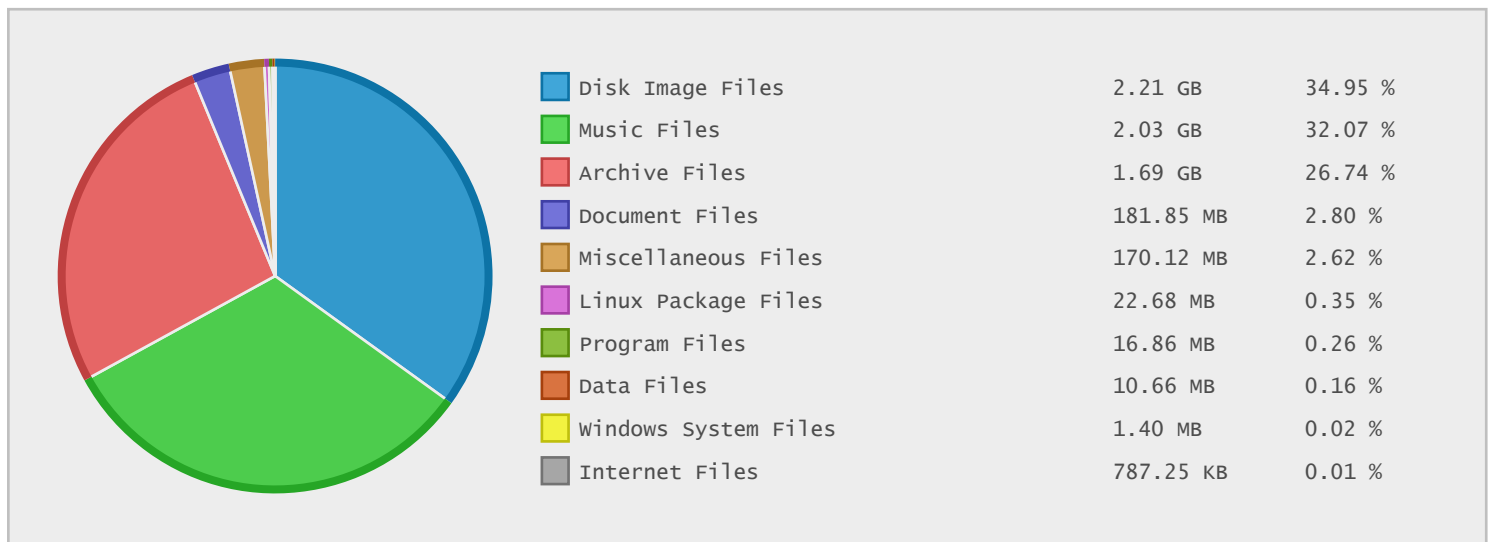 Disk Image Files 2.21 GB 34.95 %
Music Files 2.03 GB 32.07 %
Archive Files 1.69 GB 26.74 %
Document Files 181.85 MB 2.80 %
Miscellaneous Files 170.12 MB 2.62 %
Linux Package Files 22.68 MB 0.35 %
Program Files 16.86 MB 0.26 %
Data Files 10.66 MB 0.16 %
Windows System Files 1.40 MB 0.02 %
Internet Files 787.25 KB 0.01 %